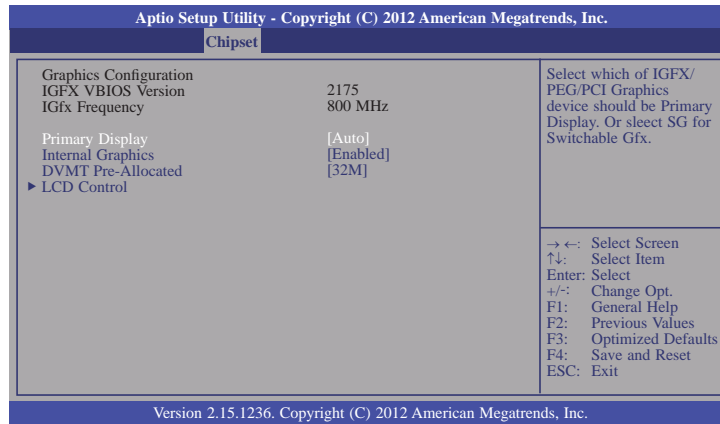 Aptio Setup Utility - Copyright (C) 2012 American Megatrends, Inc.
Chipset
Graphics Configuration
IGFX VBIOS Version 2175
IGfx Frequency 800 MHz
Primary Display [Auto]
Internal Graphics [Enabled]
DVMT Pre-Allocated [32M]
▶ LCD Control
Select which of IGFX/
PEG/PCI Graphics
device should be Primary
Display. Or sleect SG for
Switchable Gfx.
→ ←: Select Screen
↑↓: Select Item
Enter: Select
+/-: Change Opt.
F1: General Help
F2: Previous Values
F3: Optimized Defaults
F4: Save and Reset
ESC: Exit
Version 2.15.1236. Copyright (C) 2012 American Megatrends, Inc.